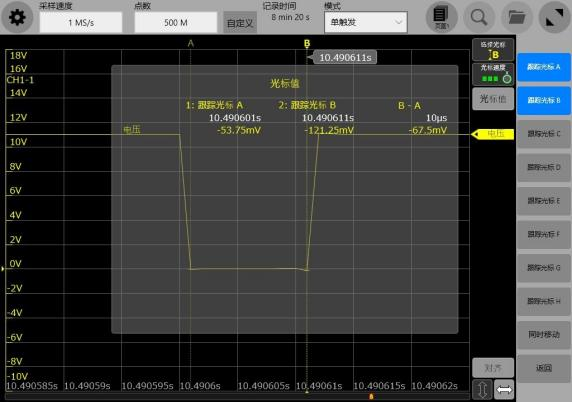 采样速度
点数
记录时间
模式
1 MS/s
500 M
自定义
8 min 20 s
单触发
页面1
A
B
10.490611s
18V
16V
CH1-1
14V
12V
10V
8V
6V
4V
2V
0V
-2V
-4V
-6V
-8V
-10V
光标值
1: 跟踪光标 A
2: 跟踪光标 B
B - A
10.490601s
10.490611s
10μs
电压
-53.75mV
-121.25mV
-67.5mV
10.490585s
10.49059s
10.490595s
10.4906s
10.490605s
10.49061s
10.490615s
10.49062s
选择光标
B
光标速度
光标值
电压
对齐
跟踪光标 A
跟踪光标 B
跟踪光标 C
跟踪光标 D
跟踪光标 E
跟踪光标 F
跟踪光标 G
跟踪光标 H
同时移动
返回